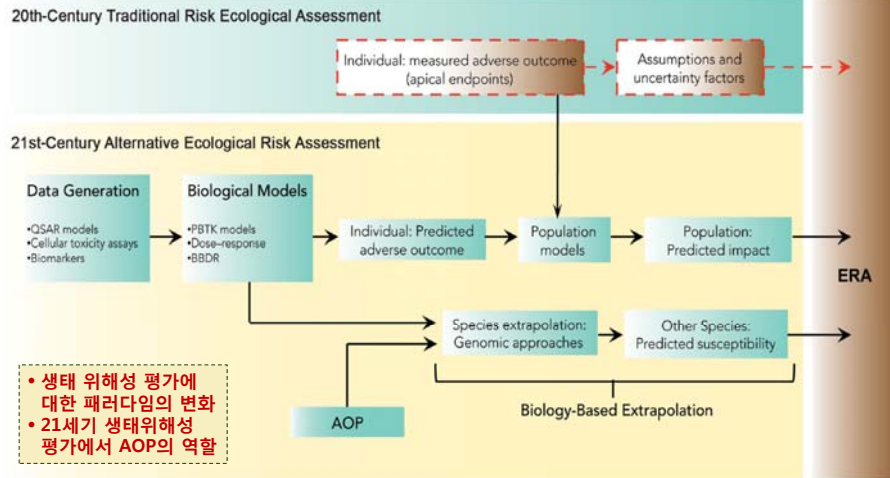 20th-Century Traditional Risk Ecological Assessment
Individual: measured adverse outcome
(apical endpoints)
Assumptions and
uncertainty factors
21st-Century Alternative Ecological Risk Assessment
Data Generation
•QSAR models
•Cellular toxicity assays
•Biomarkers
Biological Models
•PBTK models
•Dose–response
•BBDR
Individual: Predicted
adverse outcome
Population
models
Population:
Predicted impact
ERA
Species extrapolation:
Genomic approaches
Other Species:
Predicted susceptibility
Biology-Based Extrapolation
AOP
• 생태 위해성 평가에
대한 패러다임의 변화
• 21세기 생태위해성
평가에서 AOP의 역할